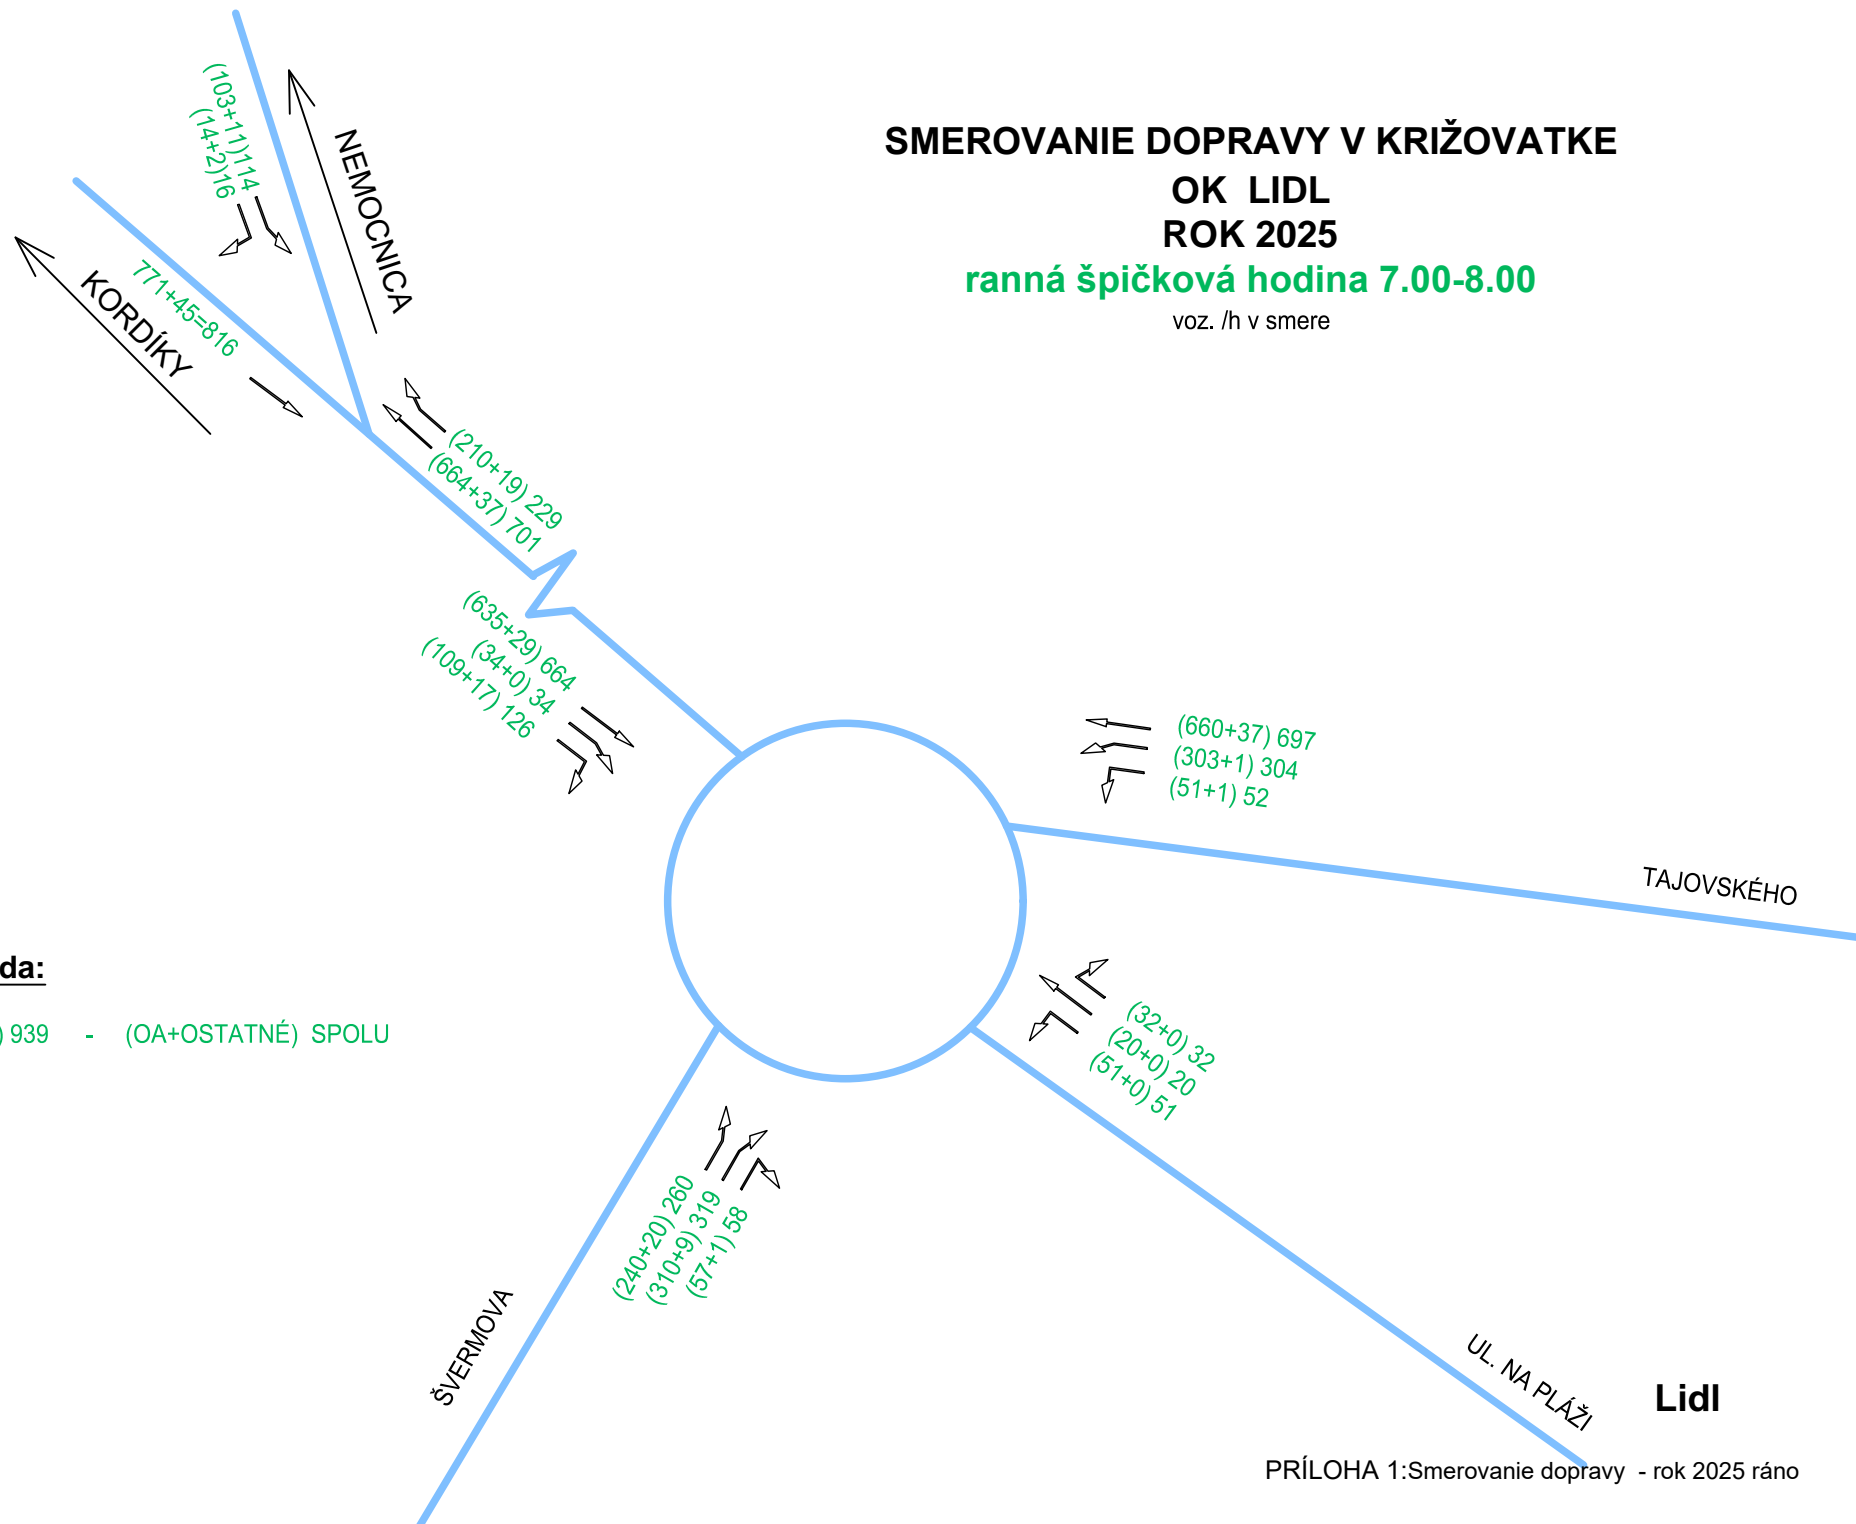 SMEROVANIE DOPRAVY V KRIŽOVATKE
OK LIDL
ROK 2025
ranná špičková hodina 7.00-8.00
voz. /h v smere
(103+11)114
(14+2)16
NEMOCNICA
KORDÍKY
771+45=816
(210+19) 229
(664+37) 701
(635+29) 664
(34+0) 34
(109+17) 126
(660+37) 697
(303+1) 304
(51+1) 52
TAJOVSKÉHO
da:
) 939 - (OA+OSTATNÉ) SPOLU
(32+0) 32
(20+0) 20
(51+0) 51
(240+20) 260
(310+9) 319
(57+1) 58
ŠVERMOVA
UL. NA PLÁŽI
Lidl
PRÍLOHA 1:Smerovanie dopravy - rok 2025 ráno